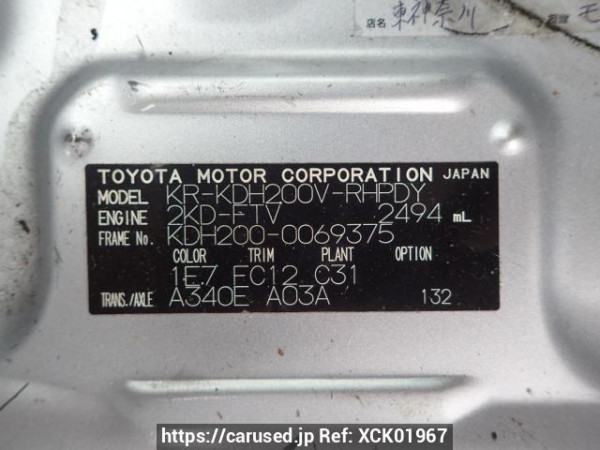 店名 東神奈川
TOYOTA MOTOR CORPORATION JAPAN
MODEL KR-KDH200V-RHPDY
ENGINE 2KD-FTV 2494 mL
FRAME No. KDH200-0069375
COLOR TRIM PLANT OPTION
1E7 FC12 C31
TRANS./AXLE A340E A03A 132
https://carused.jp Ref: XCK01967